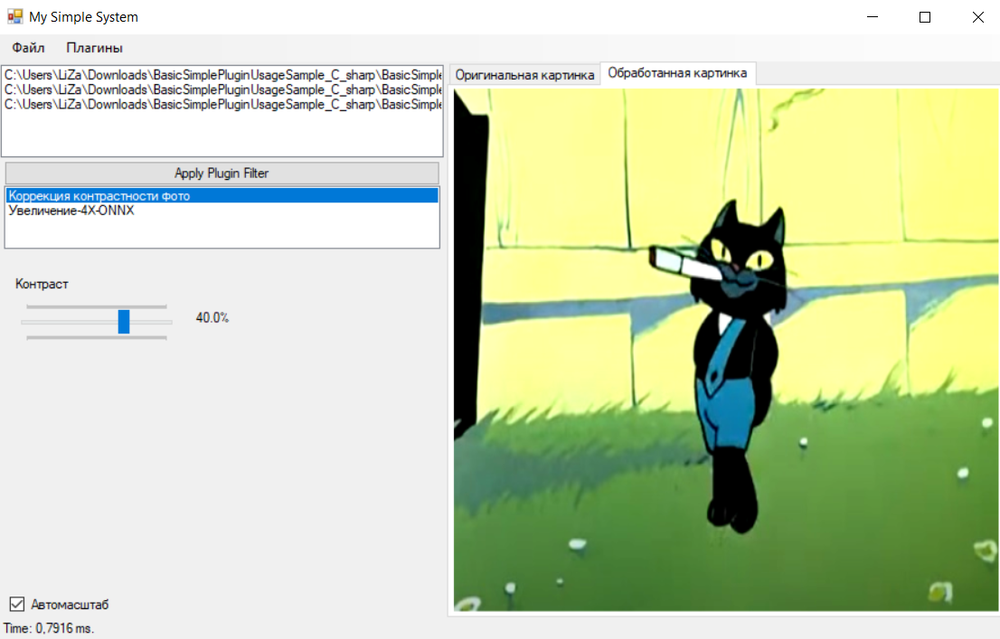 My Simple System
Файл Плагины
C:\Users\LiZa\Downloads\BasicSimplePluginUsageSample_C_sharp\BasicSimple
C:\Users\LiZa\Downloads\BasicSimplePluginUsageSample_C_sharp\BasicSimple
C:\Users\LiZa\Downloads\BasicSimplePluginUsageSample_C_sharp\BasicSimple
Apply Plugin Filter
Коррекция контрастности фото
Увеличение-4X-ONNX
Контраст
40.0%
Автомасштаб
Time: 0,7916 ms.
Оригинальная картинка
Обработанная картинка